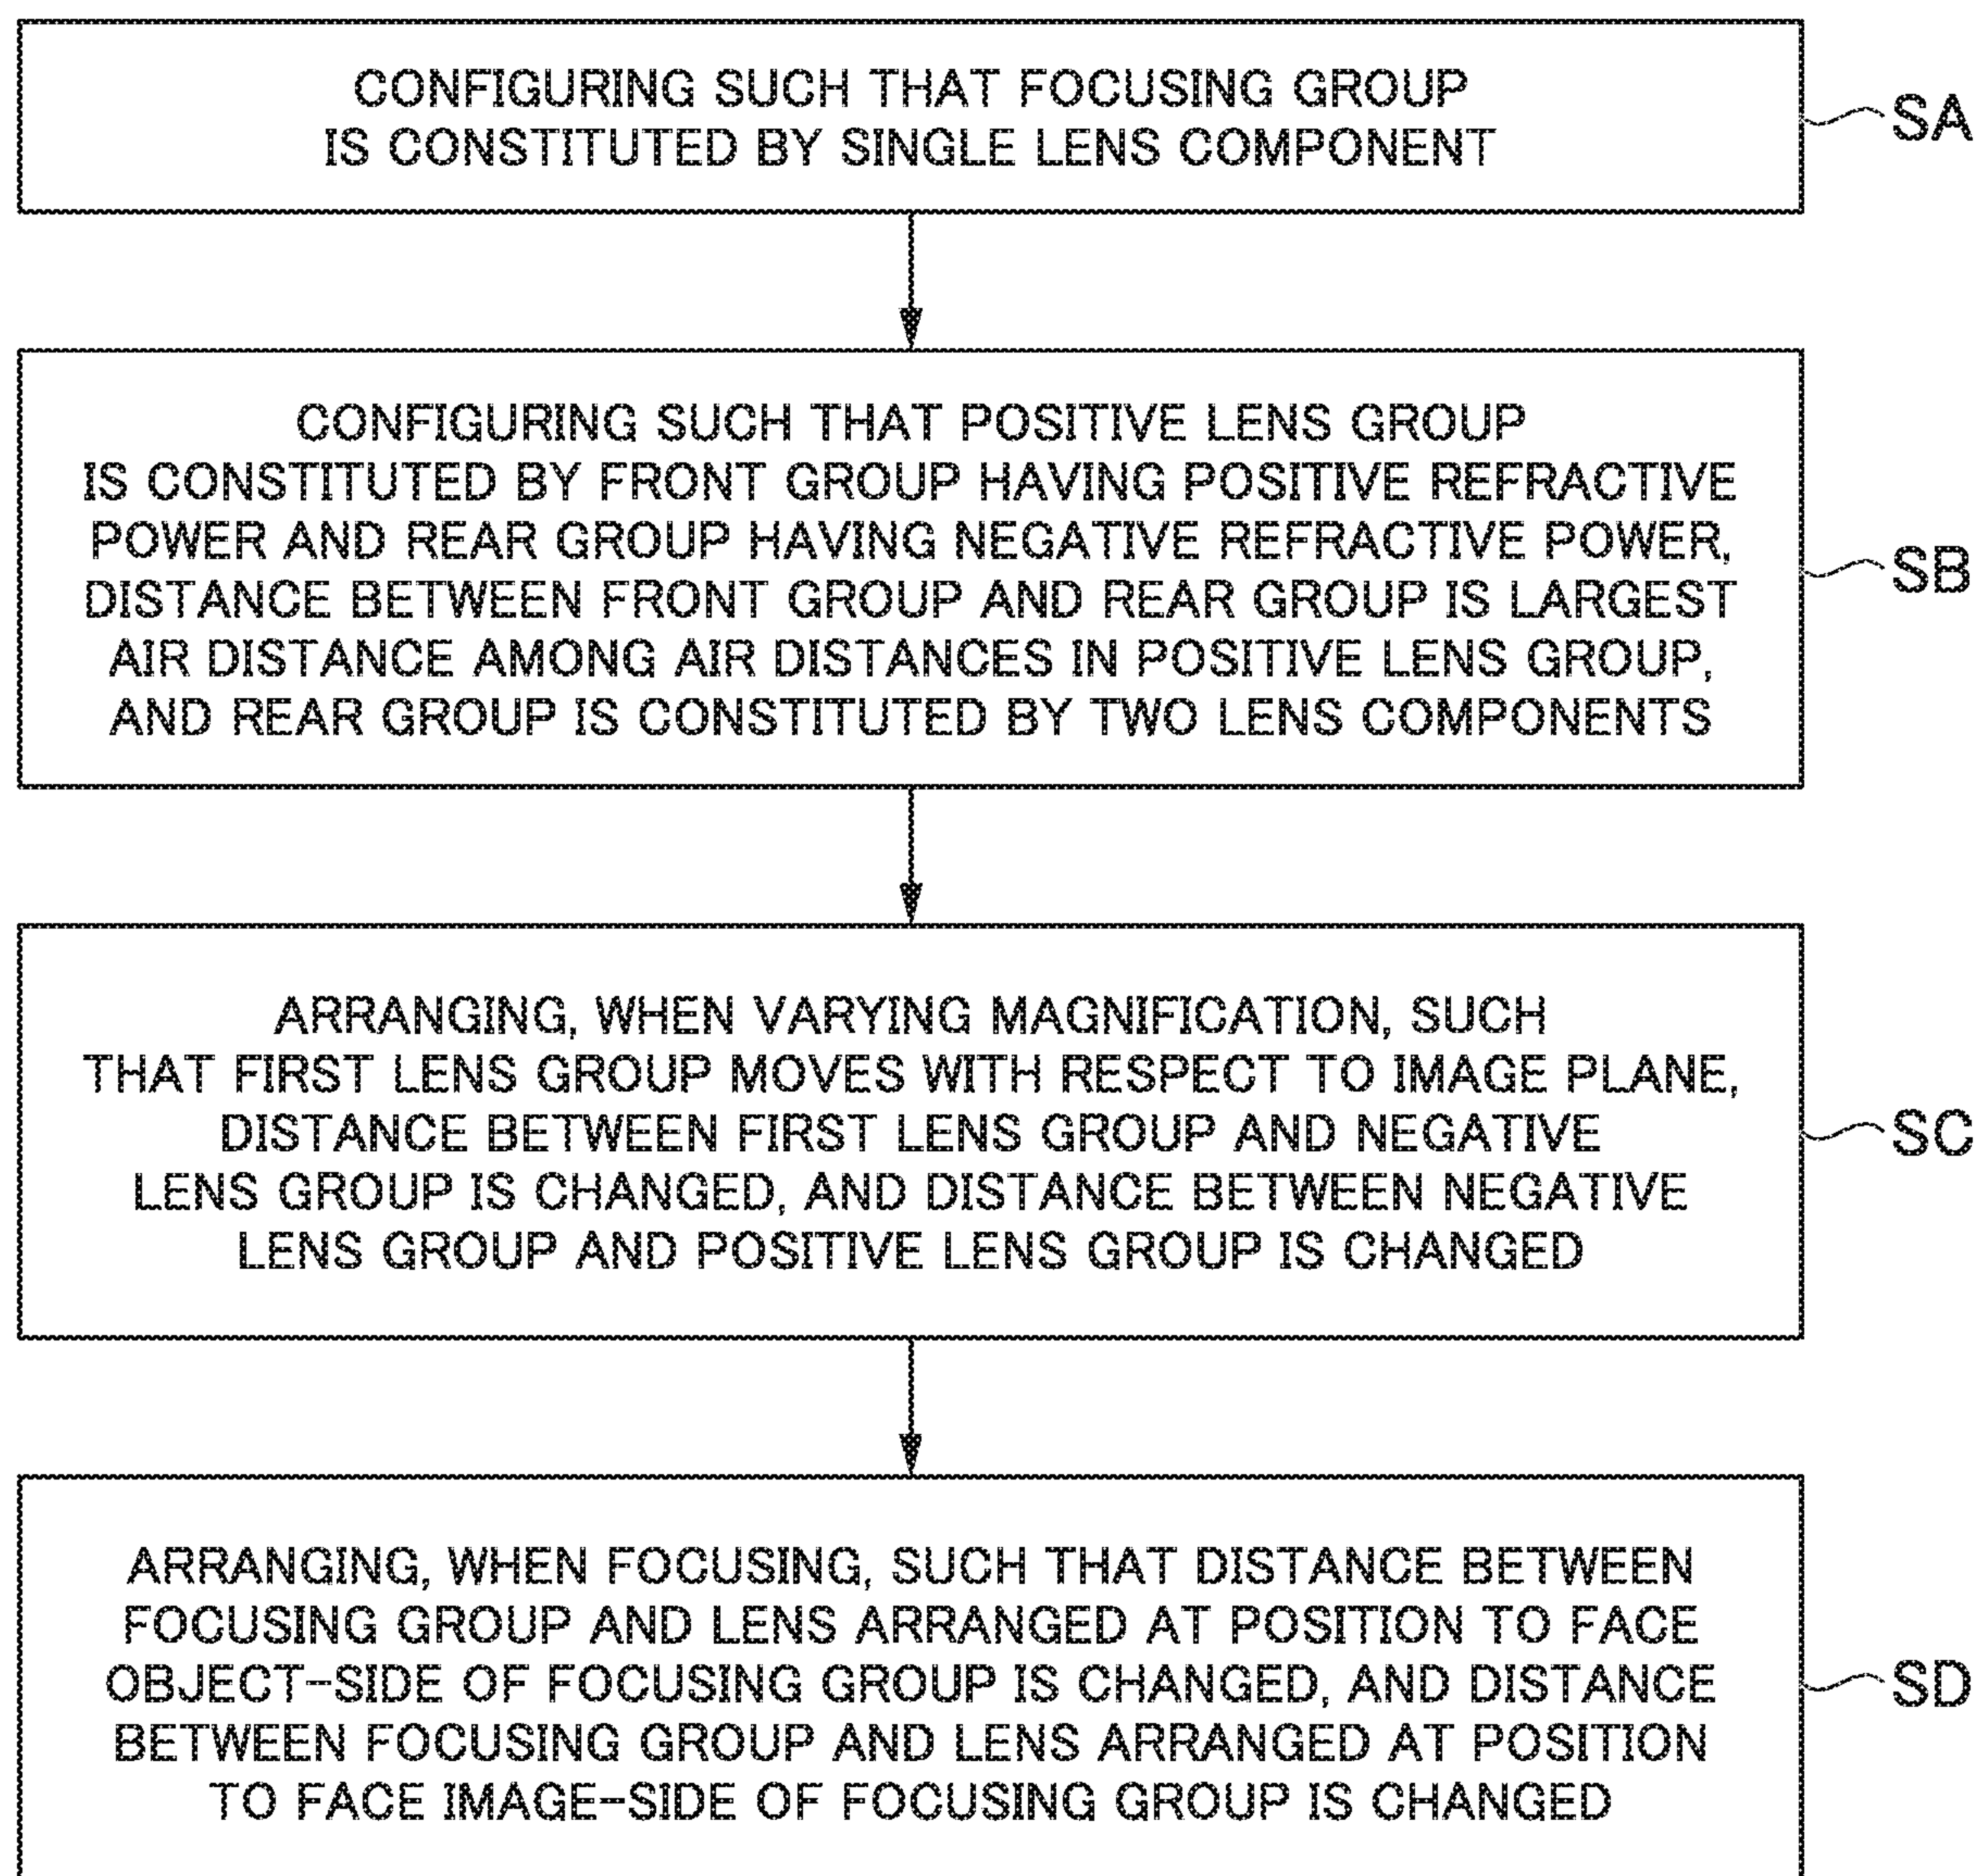 CONFIGURING SUCH THAT FOCUSING GROUP
IS CONSTITUTED BY SINGLE LENS COMPONENT
SA
CONFIGURING SUCH THAT POSITIVE LENS GROUP
IS CONSTITUTED BY FRONT GROUP HAVING POSITIVE REFRACTIVE
POWER AND REAR GROUP HAVING NEGATIVE REFRACTIVE POWER,
DISTANCE BETWEEN FRONT GROUP AND REAR GROUP IS LARGEST
AIR DISTANCE AMONG AIR DISTANCES IN POSITIVE LENS GROUP,
AND REAR GROUP IS CONSTITUTED BY TWO LENS COMPONENTS
SB
ARRANGING, WHEN VARYING MAGNIFICATION, SUCH
THAT FIRST LENS GROUP MOVES WITH RESPECT TO IMAGE PLANE,
DISTANCE BETWEEN FIRST LENS GROUP AND NEGATIVE
LENS GROUP IS CHANGED, AND DISTANCE BETWEEN NEGATIVE
LENS GROUP AND POSITIVE LENS GROUP IS CHANGED
SC
ARRANGING, WHEN FOCUSING, SUCH THAT DISTANCE BETWEEN
FOCUSING GROUP AND LENS ARRANGED AT POSITION TO FACE
OBJECT-SIDE OF FOCUSING GROUP IS CHANGED, AND DISTANCE
BETWEEN FOCUSING GROUP AND LENS ARRANGED AT POSITION
TO FACE IMAGE-SIDE OF FOCUSING GROUP IS CHANGED
SD